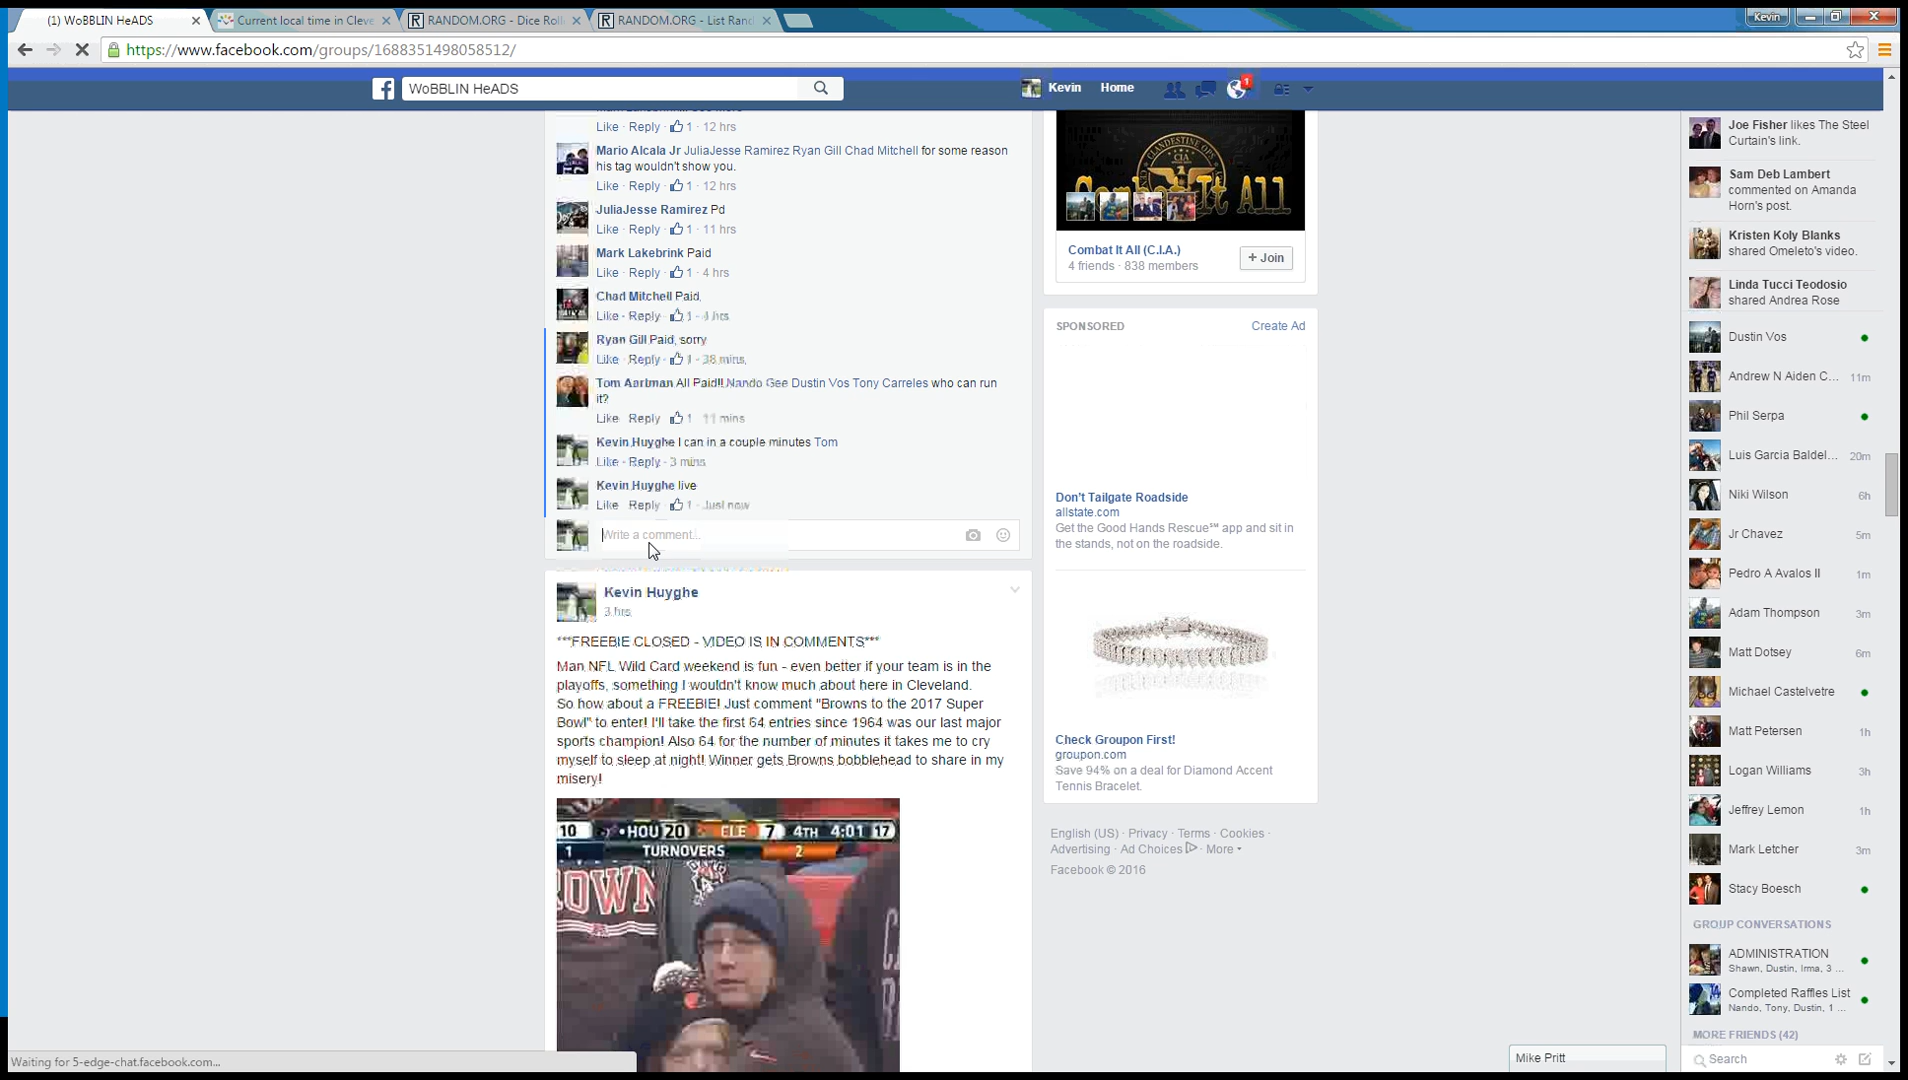 (1) WoBBLIN HeADS
Current local time in Cleve
RANDOM.ORG - Dice Roll
RANDOM.ORG - List Rand
Kevin
https://www.facebook.com/groups/1688351498058512/
WoBBLIN HeADS
Kevin
Home
1
Like · Reply · 1 · 12 hrs
Mario Alcala Jr JuliaJesse Ramirez Ryan Gill Chad Mitchell for some reason
his tag wouldn't show you.
Like · Reply · 1 · 12 hrs
JuliaJesse Ramirez Pd
Like · Reply · 1 · 11 hrs
Mark Lakebrink Paid
Like · Reply · 1 · 4 hrs
Chad Mitchell Paid,
Like · Reply · 1 · 4 hrs
Ryan Gill Paid, sorry
Like · Reply · 1 · 38 mins
Tom Aartman All Paid!! Nando Gee Dustin Vos Tony Carreles who can run
it?
Like · Reply · 1 · 11 mins
Kevin Huyghe I can in a couple minutes Tom
Like · Reply · 3 mins
Kevin Huyghe live
Like · Reply · 1 · Just now
Write a comment...
Kevin Huyghe
3 hrs
***FREEBIE CLOSED - VIDEO IS IN COMMENTS***
Man NFL Wild Card weekend is fun - even better if your team is in the
playoffs, something I wouldn't know much about here in Cleveland.
So how about a FREEBIE! Just comment "Browns to the 2017 Super
Bowl" to enter! I'll take the first 64 entries since 1964 was our last major
sports champion! Also 64 for the number of minutes it takes me to cry
myself to sleep at night! Winner gets Browns bobblehead to share in my
misery!
10 HOU 20 CLE 7 4TH 4:01 17
1 TURNOVERS 2
ROWN
CLANDESTINE OPS
CIA
Combat It All
Combat It All (C.I.A.)
4 friends · 838 members
+ Join
SPONSORED
Create Ad
Don't Tailgate Roadside
allstate.com
Get the Good Hands Rescue℠ app and sit in
the stands, not on the roadside.
Check Groupon First!
groupon.com
Save 94% on a deal for Diamond Accent
Tennis Bracelet.
English (US) · Privacy · Terms · Cookies ·
Advertising · Ad Choices · More
Facebook © 2016
Joe Fisher likes The Steel
Curtain's link.
Sam Deb Lambert
commented on Amanda
Horn's post.
Kristen Koly Blanks
shared Omeleto's video.
Linda Tucci Teodosio
shared Andrea Rose
Dustin Vos
Andrew N Aiden C... 11m
Phil Serpa
Luis Garcia Baldel... 20m
Niki Wilson 6h
Jr Chavez 5m
Pedro A Avalos II 1m
Adam Thompson 3m
Matt Dotsey 6m
Michael Castelvetre
Matt Petersen 1h
Logan Williams 3h
Jeffrey Lemon 1h
Mark Letcher 3m
Stacy Boesch
GROUP CONVERSATIONS
ADMINISTRATION
Shawn, Dustin, Irma, 3 ...
Completed Raffles List
Nando, Tony, Dustin, 1 ...
MORE FRIENDS (42)
Search
Mike Pritt
Waiting for 5-edge-chat.facebook.com...